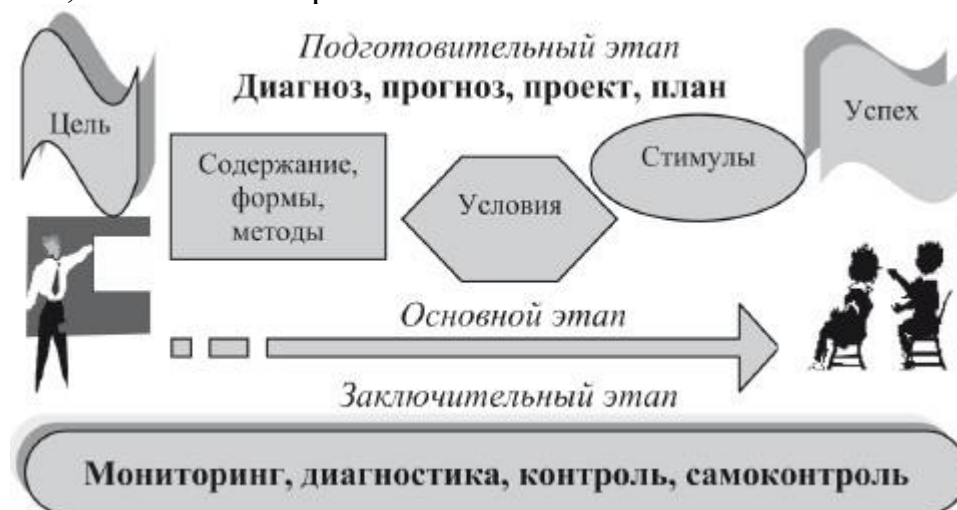 Подготовительный этап
Диагноз, прогноз, проект, план
Цель
Успех
Содержание,
формы,
методы
Условия
Стимулы
Основной этап
Заключительный этап
Мониторинг, диагностика, контроль, самоконтроль